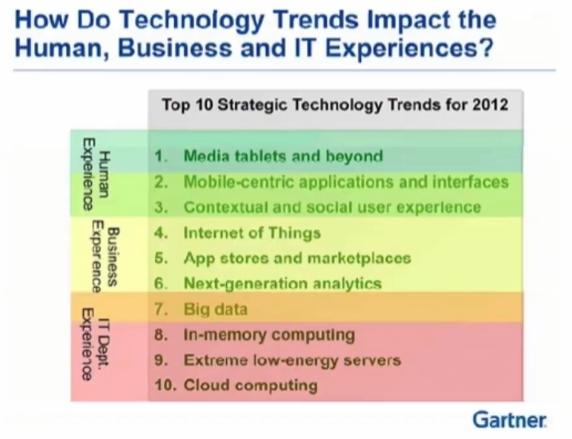 How Do Technology Trends Impact the
Human, Business and IT Experiences?
Top 10 Strategic Technology Trends for 2012
Human
Experience
1. Media tablets and beyond
2. Mobile-centric applications and interfaces
3. Contextual and social user experience
Business
Experience
4. Internet of Things
5. App stores and marketplaces
6. Next-generation analytics
IT Dept.
Experience
7. Big data
8. In-memory computing
9. Extreme low-energy servers
10. Cloud computing
Gartner